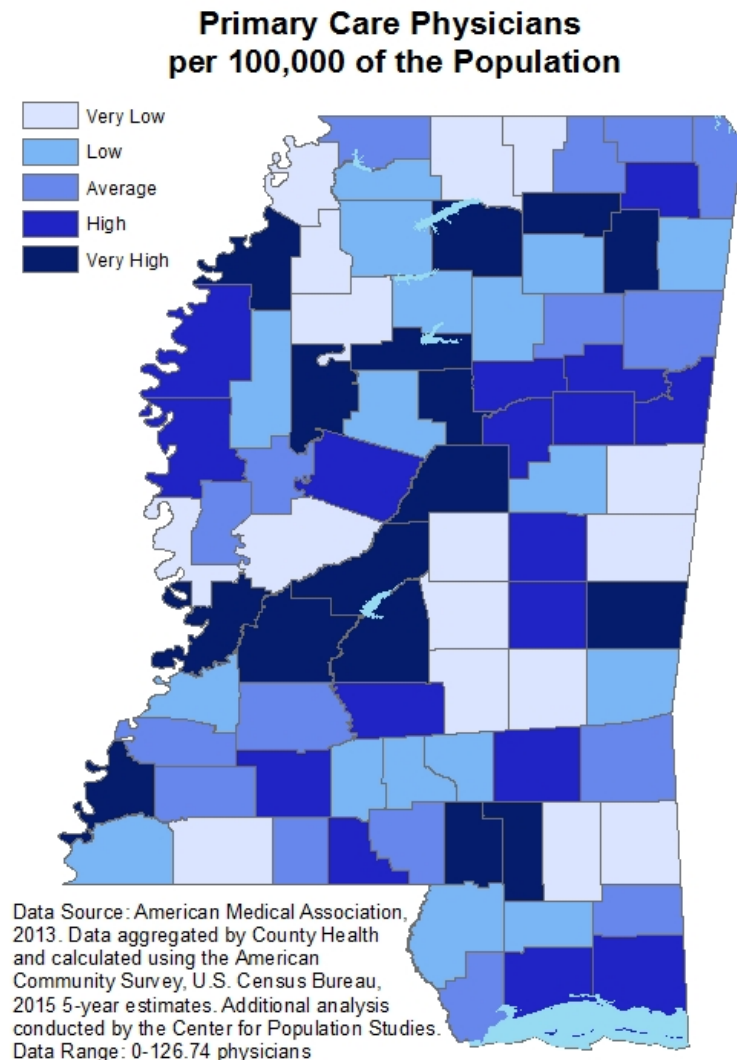 Primary Care Physicians
per 100,000 of the Population
Very Low
Low
Average
High
Very High
Data Source: American Medical Association,
2013. Data aggregated by County Health
and calculated using the American
Community Survey, U.S. Census Bureau,
2015 5-year estimates. Additional analysis
conducted by the Center for Population Studies.
Data Range: 0-126.74 physicians